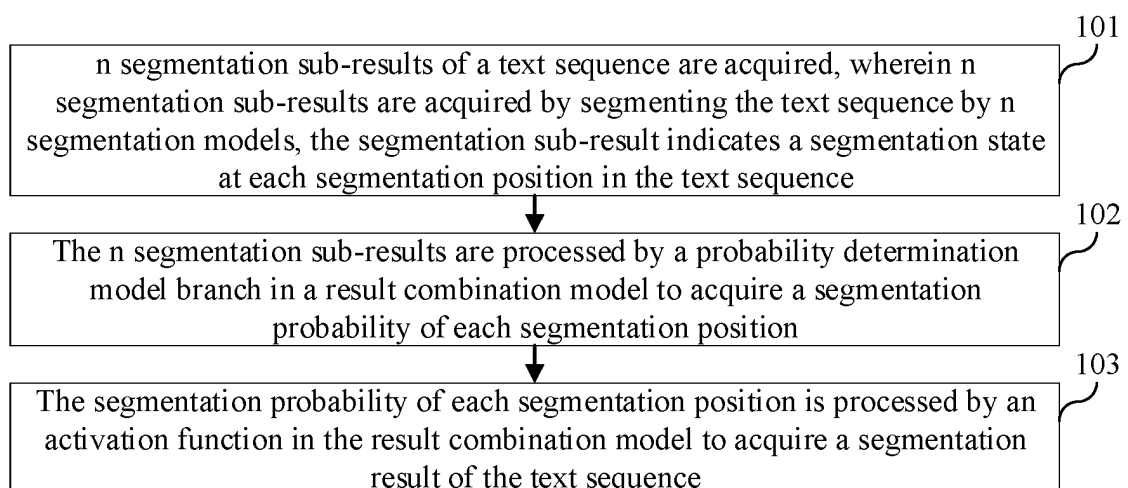 101
n segmentation sub-results of a text sequence are acquired, wherein n
segmentation sub-results are acquired by segmenting the text sequence by n
segmentation models, the segmentation sub-result indicates a segmentation state
at each segmentation position in the text sequence
102
The n segmentation sub-results are processed by a probability determination
model branch in a result combination model to acquire a segmentation
probability of each segmentation position
103
The segmentation probability of each segmentation position is processed by an
activation function in the result combination model to acquire a segmentation
result of the text sequence